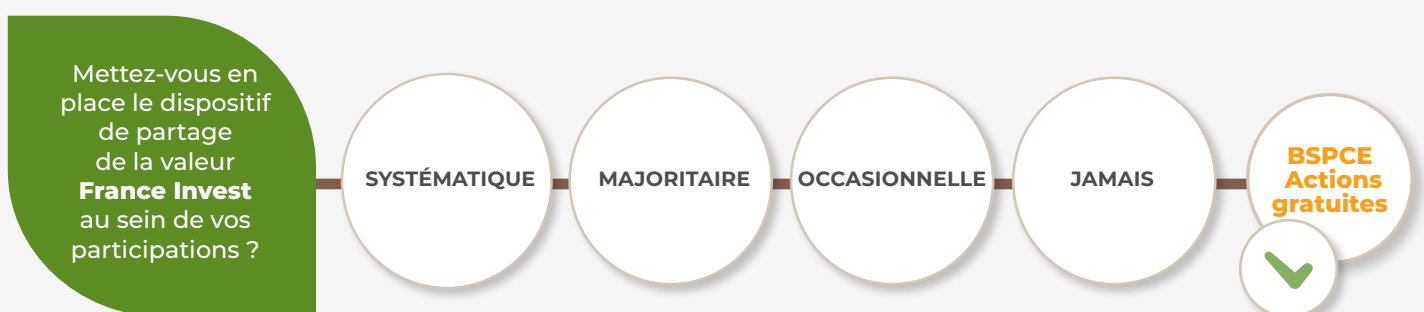 Mettez-vous en
place le dispositif
de partage
de la valeur
France Invest
au sein de vos
participations ?
SYSTÉMATIQUE
MAJORITAIRE
OCCASIONNELLE
JAMAIS
BSPCE
Actions
gratuites